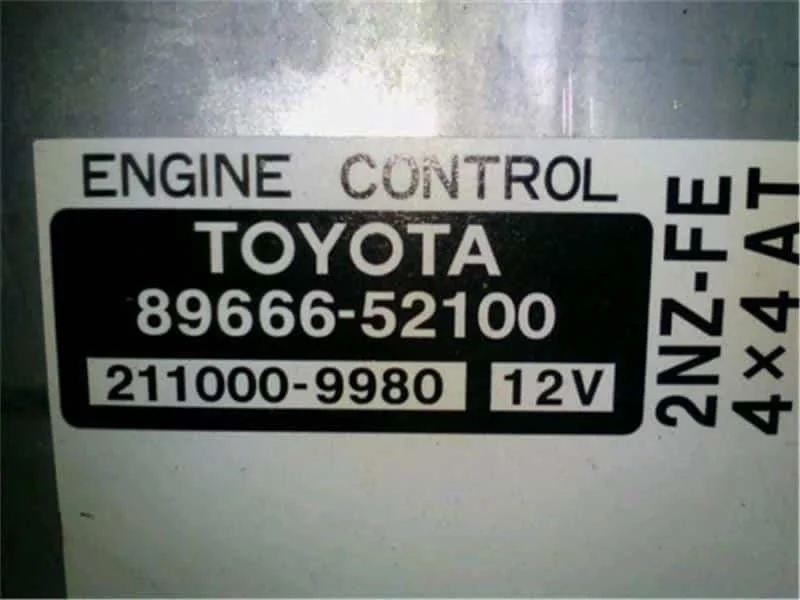 ENGINE CONTROL
TOYOTA
89666-52100
211000-9980 12V
2NZ-FE
4×4 AT